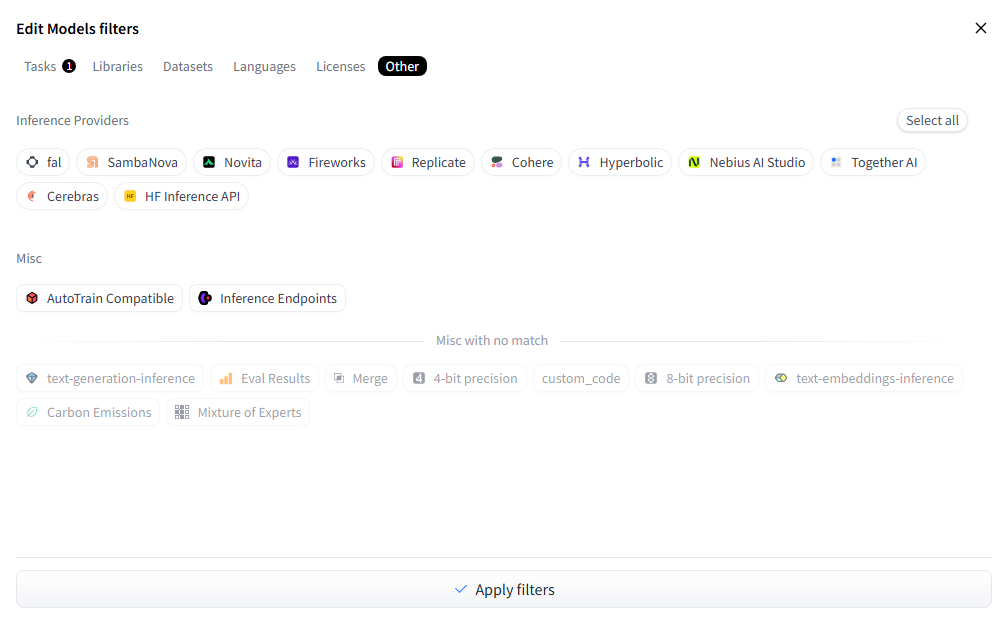 Edit Models filters
Tasks 1 Libraries Datasets Languages Licenses Other
Inference Providers Select all
fal SambaNova Novita Fireworks Replicate Cohere Hyperbolic Nebius AI Studio Together AI
Cerebras HF HF Inference API
Misc
AutoTrain Compatible Inference Endpoints
Misc with no match
text-generation-inference Eval Results Merge 4 4-bit precision custom_code 8 8-bit precision text-embeddings-inference
Carbon Emissions Mixture of Experts
Apply filters